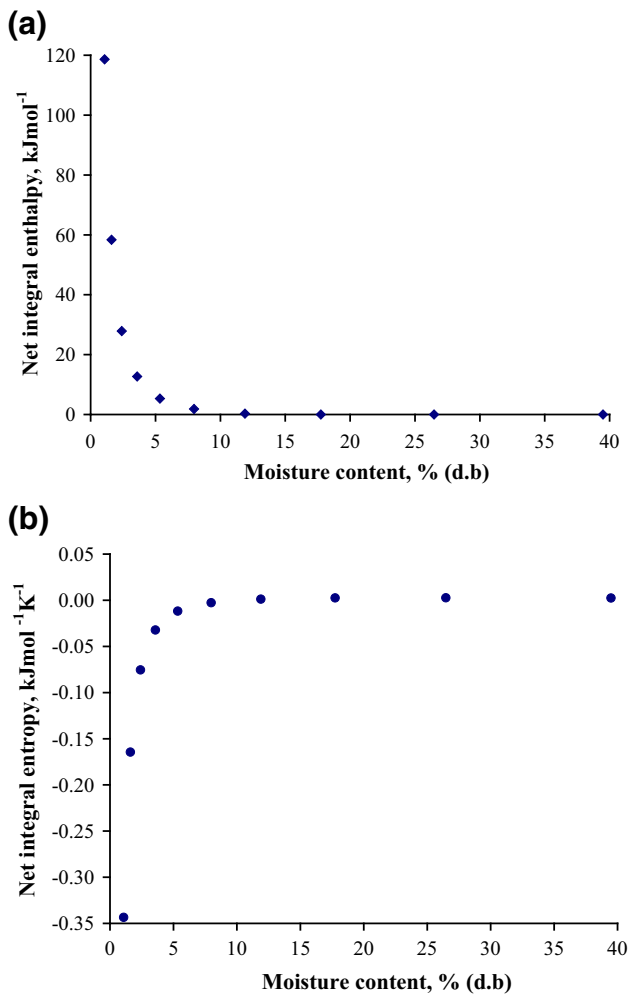 (a)
Net integral enthalpy, kJmol⁻¹
120
100
80
60
40
20
0
0 5 10 15 20 25 30 35 40
Moisture content, % (d.b)
(b)
Net integral entropy, kJmol ⁻¹K⁻¹
0.05
0.00
-0.05
-0.10
-0.15
-0.20
-0.25
-0.30
-0.35
0 5 10 15 20 25 30 35 40
Moisture content, % (d.b)